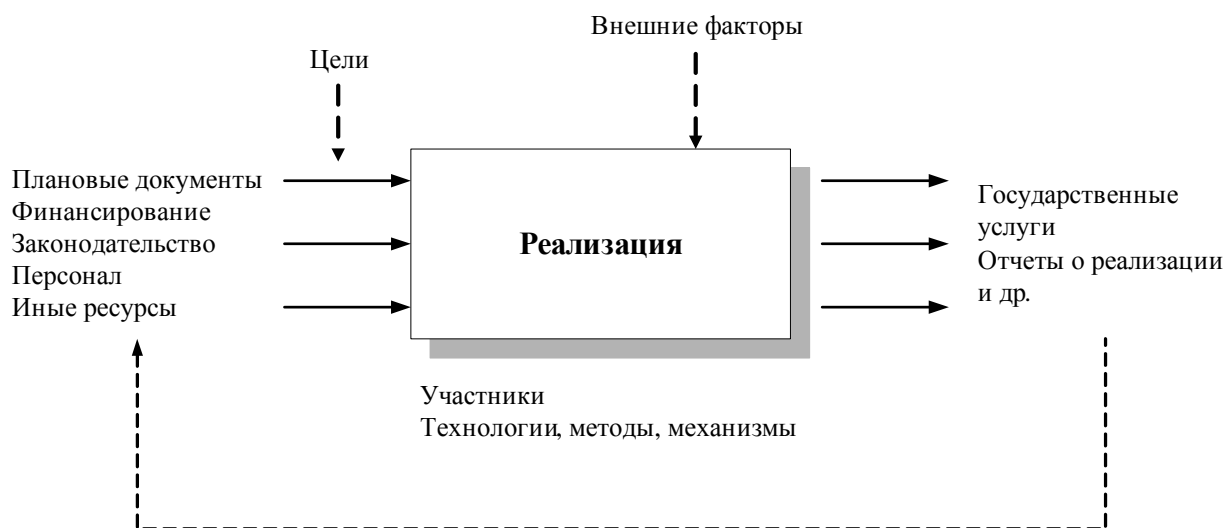 Внешние факторы
Цели
Плановые документы
Финансирование
Законодательство
Персонал
Иные ресурсы
Реализация
Государственные
услуги
Отчеты о реализации
и др.
Участники
Технологии, методы, механизмы